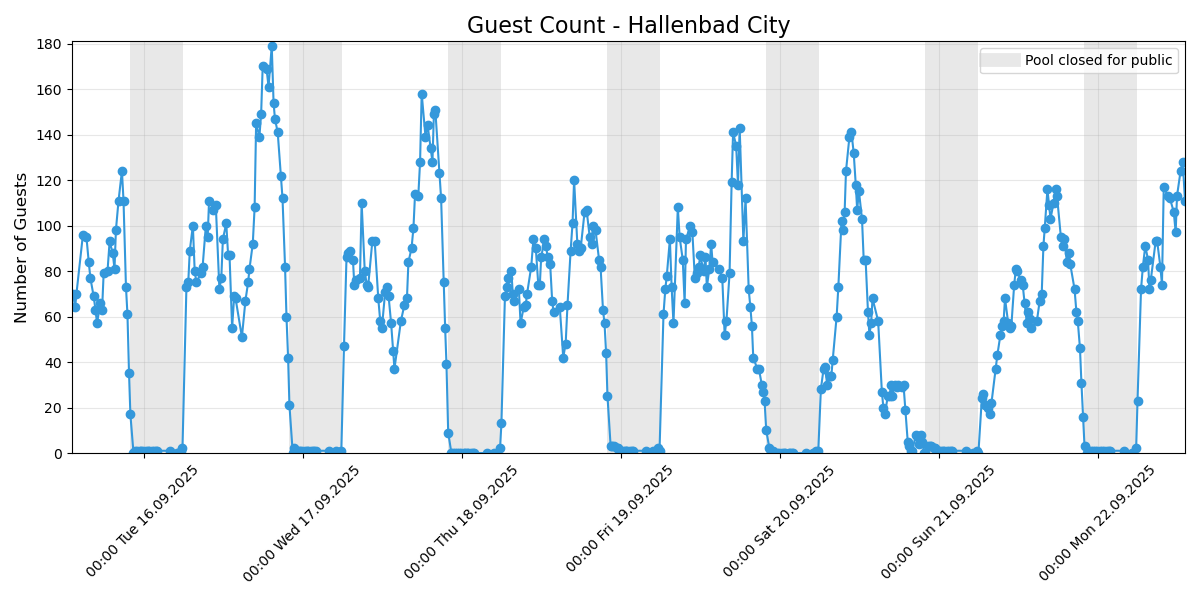 Guest Count - Hallenbad City
Pool closed for public
Number of Guests
180
160
140
120
100
80
60
40
20
0
00:00 Tue 16.09.2025
00:00 Wed 17.09.2025
00:00 Thu 18.09.2025
00:00 Fri 19.09.2025
00:00 Sat 20.09.2025
00:00 Sun 21.09.2025
00:00 Mon 22.09.2025